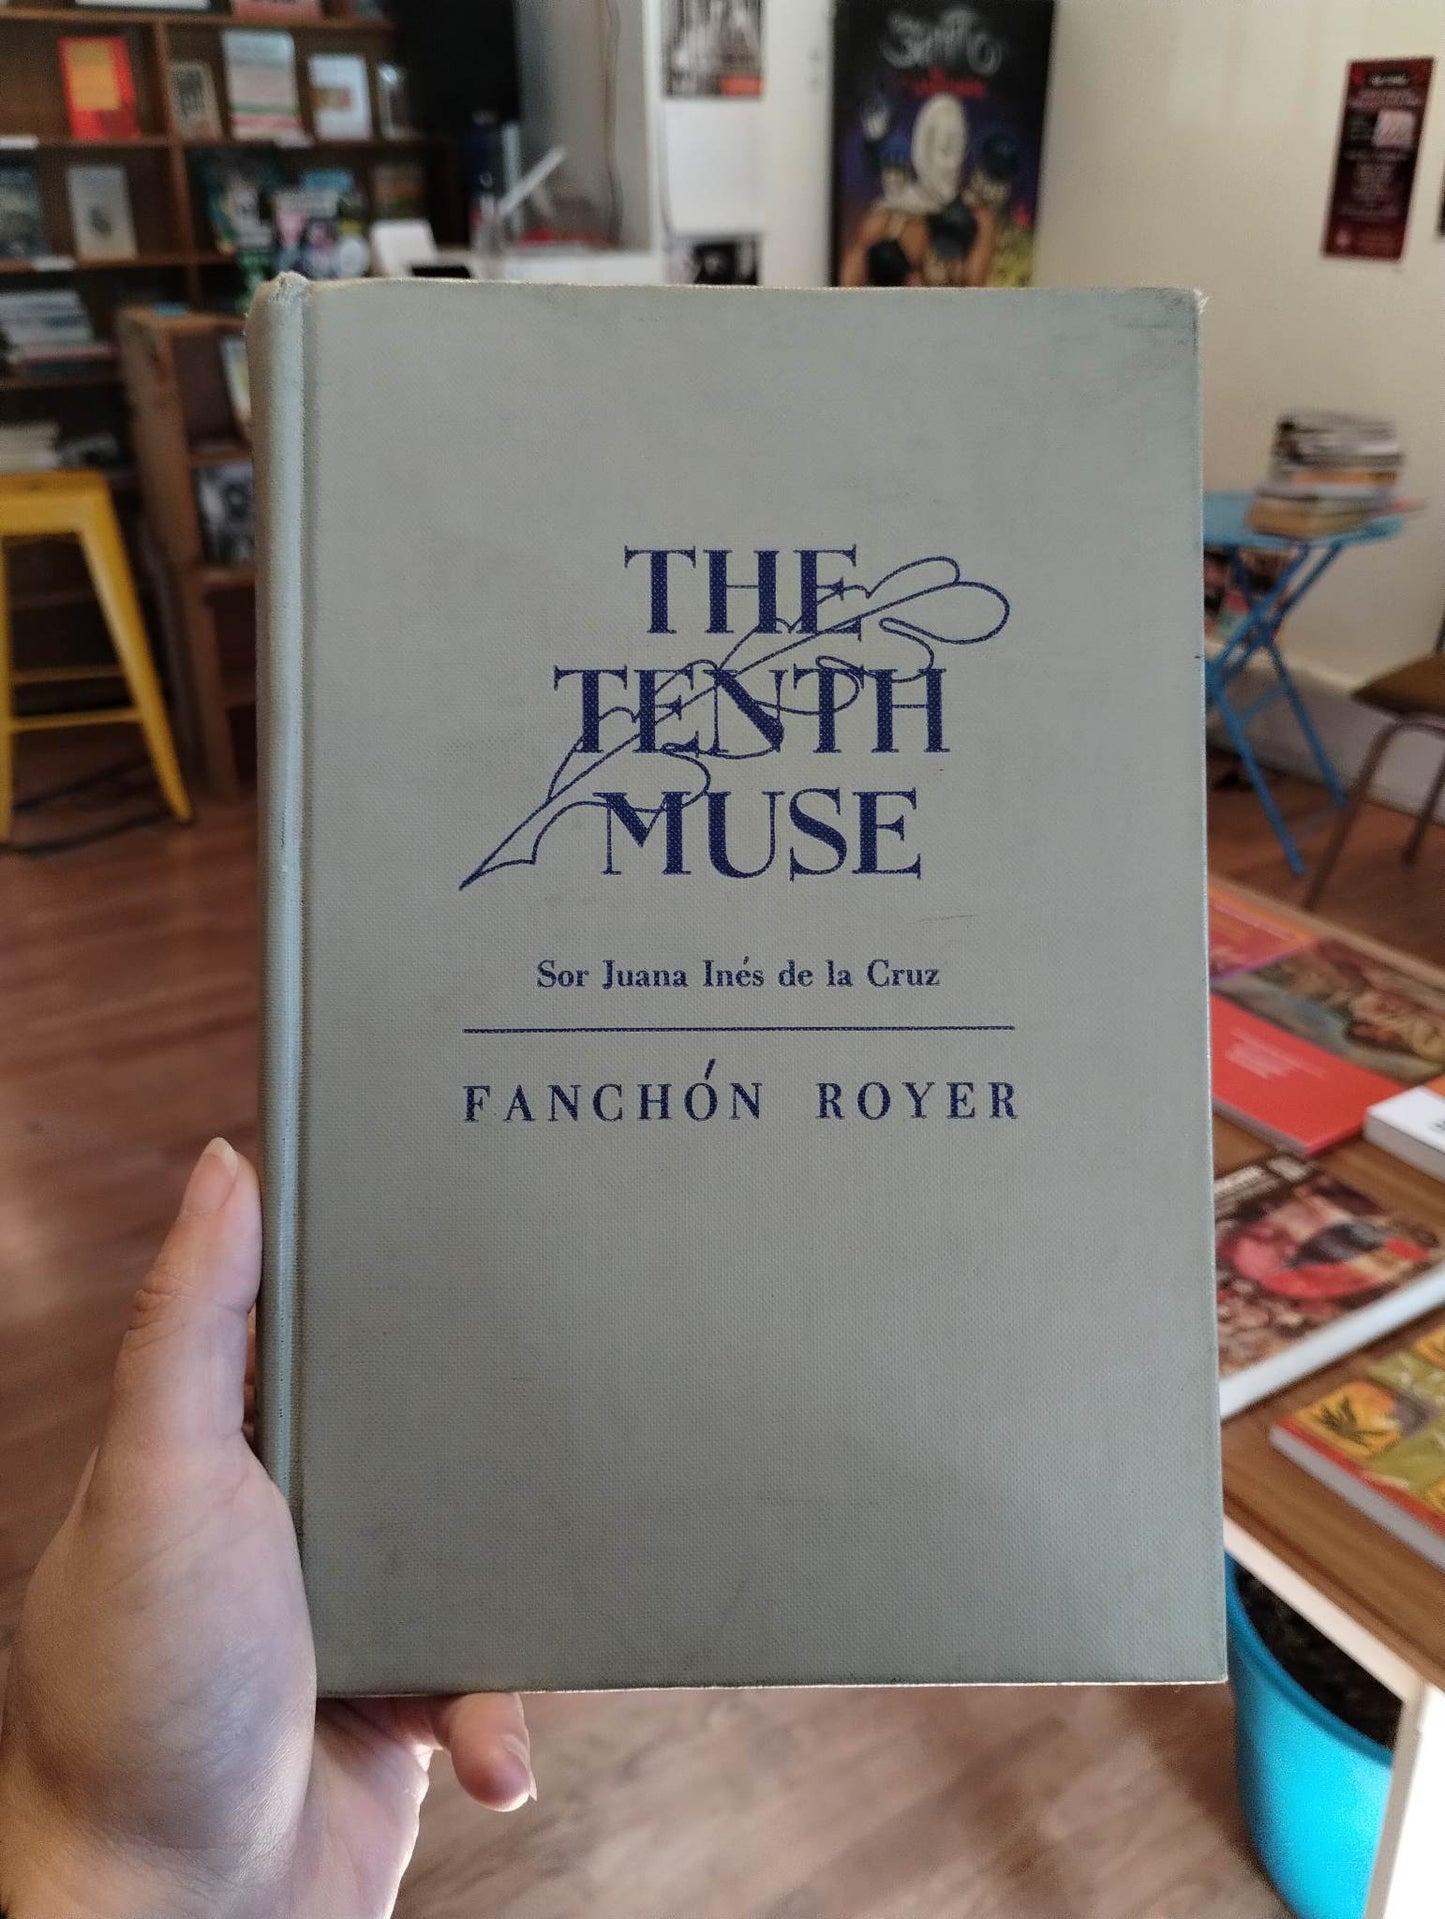 THE
TENTH
MUSE
Sor Juana Inés de la Cruz
FANCHÓN ROYER